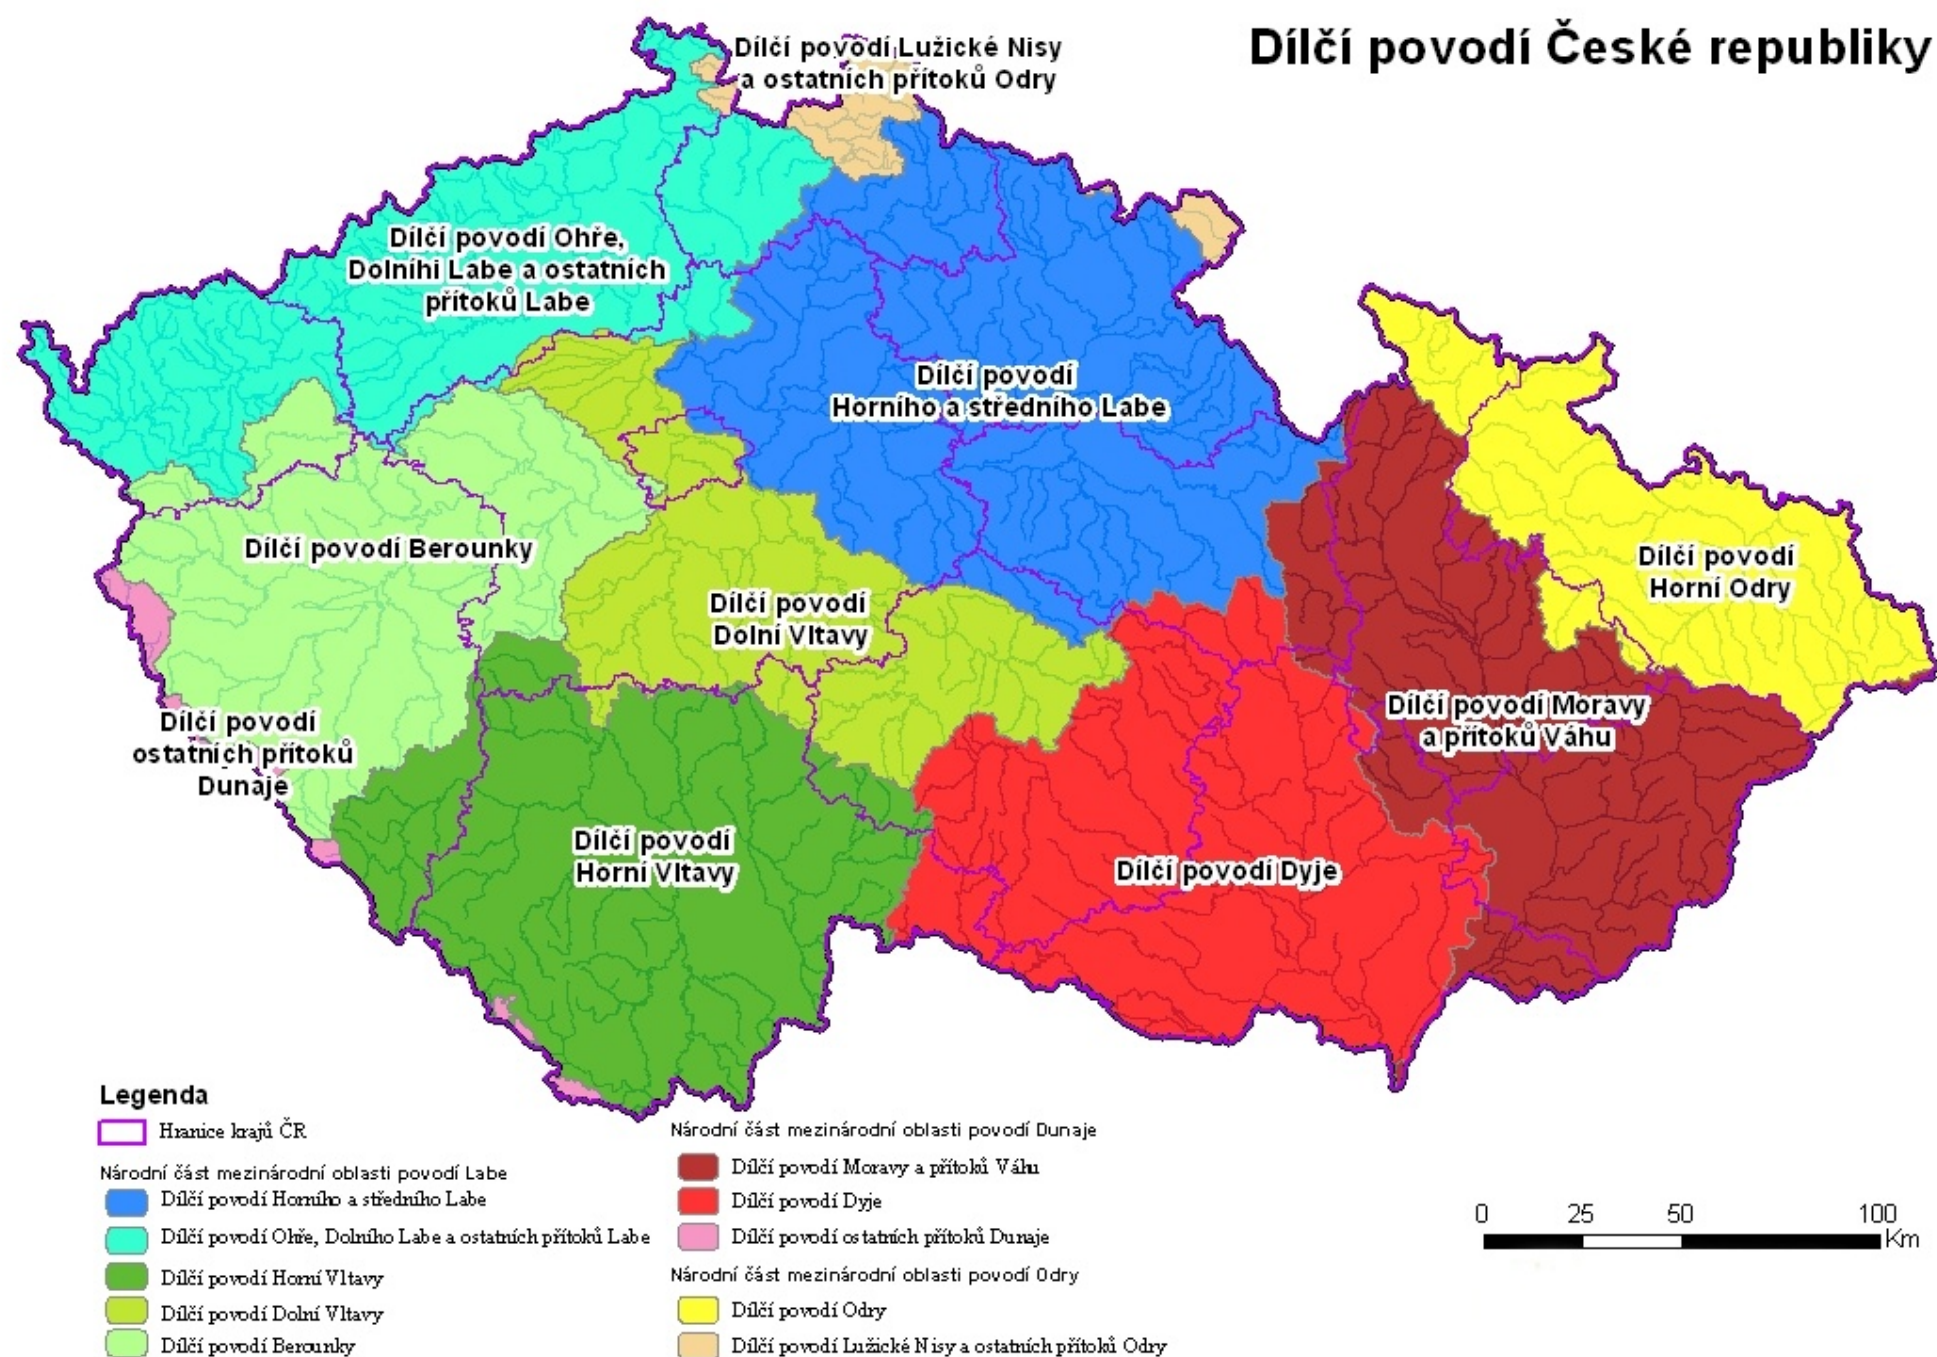 Dílčí povodí České republiky
Dílčí povodí Lužické Nisy
a ostatních přítoků Odry
Dílčí povodí Ohře,
Dolníhi Labe a ostatních
přítoků Labe
Dílčí povodí
Horního a středního Labe
Dílčí povodí Berounky
Dílčí povodí
Dolní Vltavy
Dílčí povodí
Horní Odry
Dílčí povodí
ostatních přítoků
Dunaje
Dílčí povodí Moravy
a přítoků Váhu
Dílčí povodí
Horní Vltavy
Dílčí povodí Dyje
Legenda
Hranice krajů ČR
Národní část mezinárodní oblasti povodí Labe
Dílčí povodí Horního a středního Labe
Dílčí povodí Ohře, Dolního Labe a ostatních přítoků Labe
Dílčí povodí Horní Vltavy
Dílčí povodí Dolní Vltavy
Dílčí povodí Berounky
Národní část mezinárodní oblasti povodí Dunaje
Dílčí povodí Moravy a přítoků Váhu
Dílčí povodí Dyje
Dílčí povodí ostatních přítoků Dunaje
Národní část mezinárodní oblasti povodí Odry
Dílčí povodí Odry
Dílčí povodí Lužické Nisy a ostatních přítoků Odry
0 25 50 100
Km